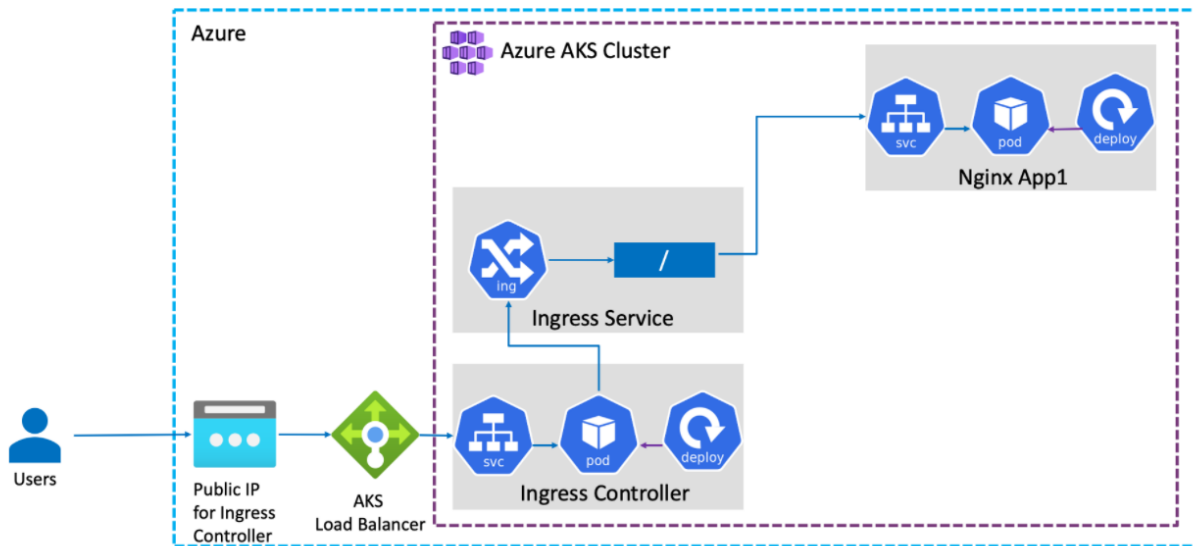 Azure
Azure AKS Cluster
svc
pod
deploy
Nginx App1
ing
/
Ingress Service
svc
pod
deploy
Ingress Controller
Users
Public IP
for Ingress
Controller
AKS
Load Balancer